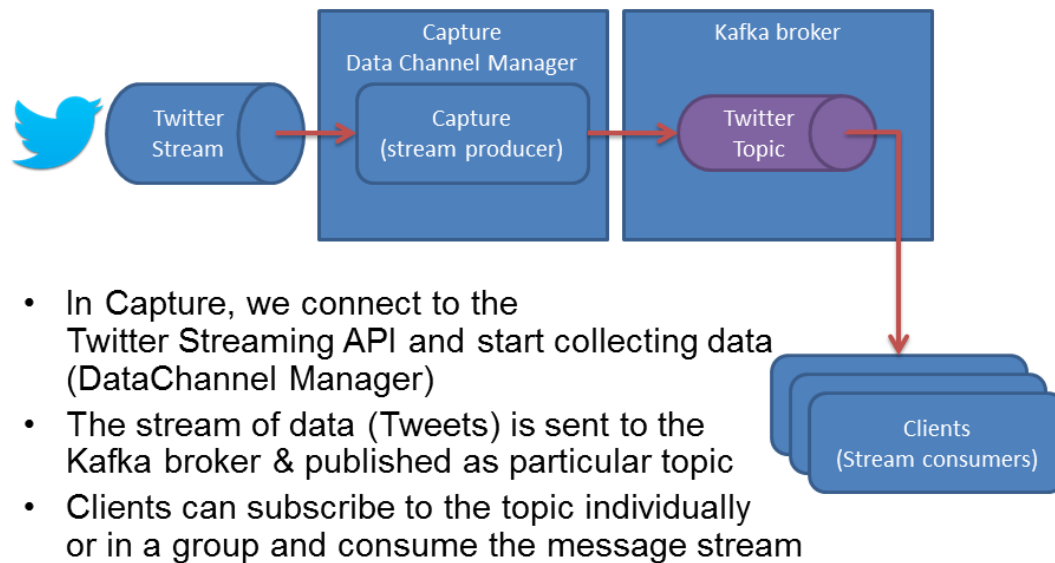 Capture
Data Channel Manager
Kafka broker
Twitter
Stream
Capture
(stream producer)
Twitter
Topic
• In Capture, we connect to the
Twitter Streaming API and start collecting data
(DataChannel Manager)
• The stream of data (Tweets) is sent to the
Kafka broker & published as particular topic
• Clients can subscribe to the topic individually
or in a group and consume the message stream
Clients
(Stream consumers)